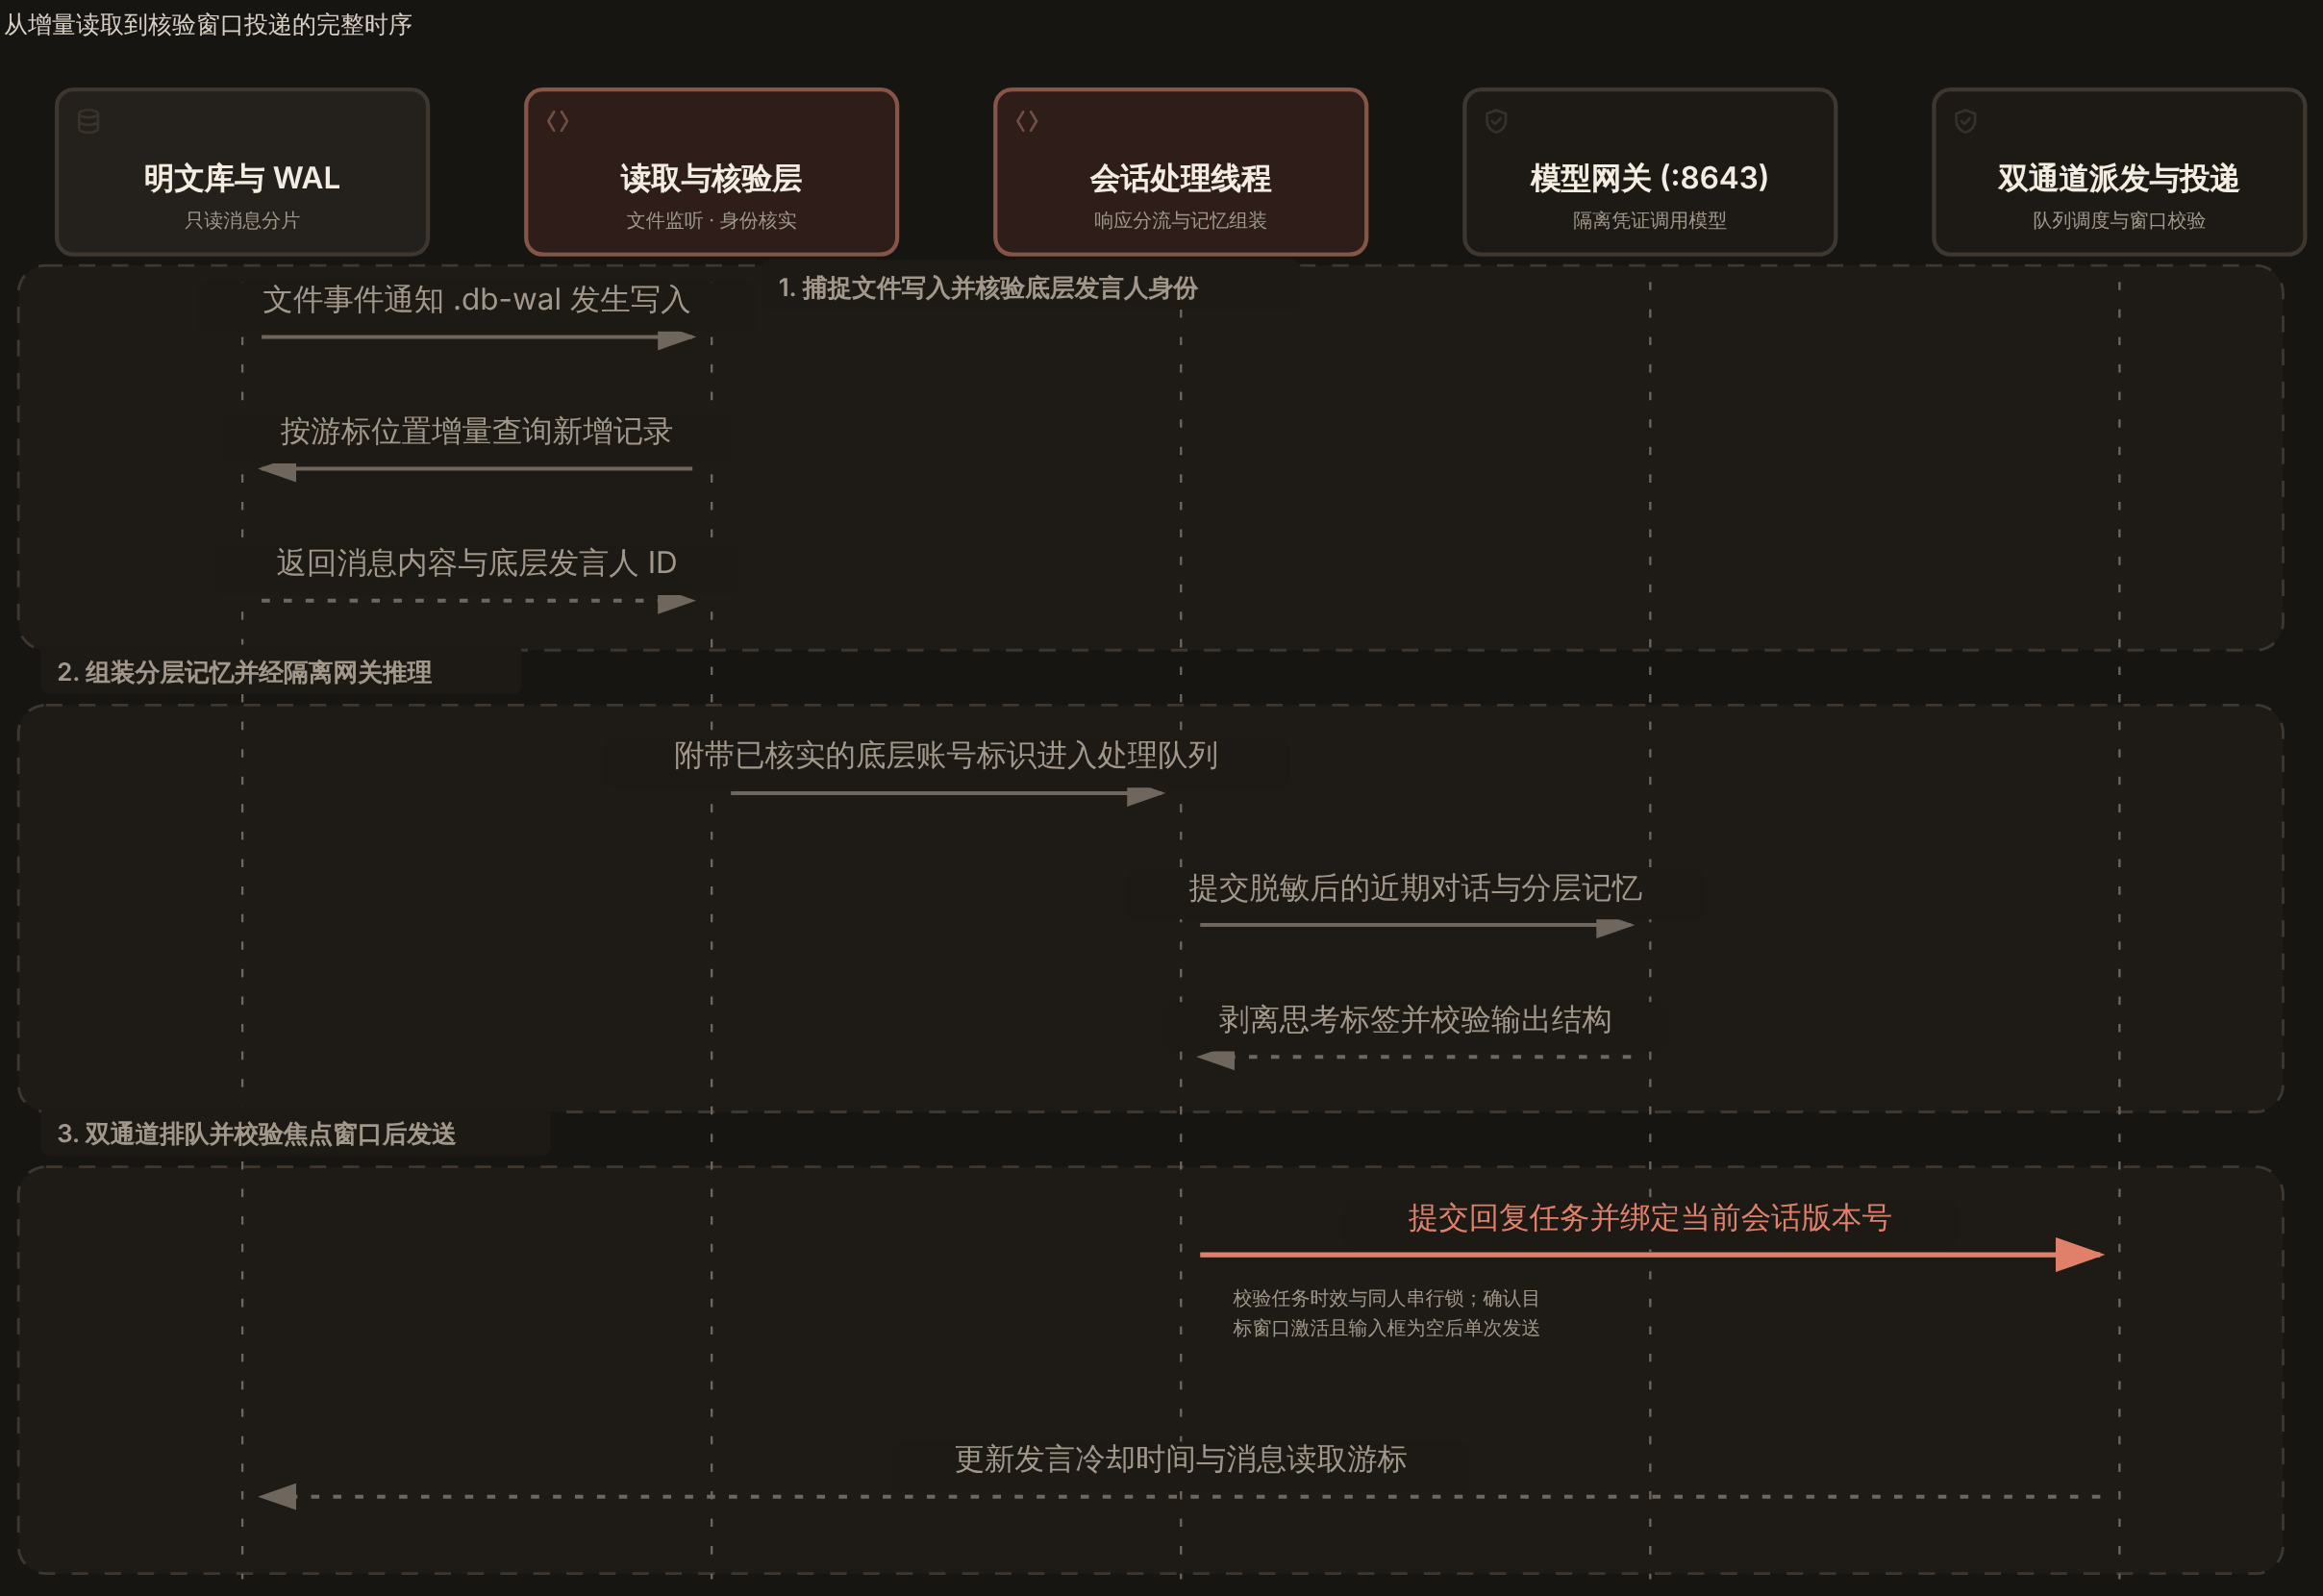 从增量读取到核验窗口投递的完整时序
明文库与 WAL
只读消息分片
读取与核验层
文件监听 · 身份核实
会话处理线程
响应分流与记忆组装
模型网关 (:8643)
隔离凭证调用模型
双通道派发与投递
队列调度与窗口校验
1. 捕捉文件写入并核验底层发言人身份
文件事件通知 .db-wal 发生写入
按游标位置增量查询新增记录
返回消息内容与底层发言人 ID
2. 组装分层记忆并经隔离网关推理
附带已核实的底层账号标识进入处理队列
提交脱敏后的近期对话与分层记忆
剥离思考标签并校验输出结构
3. 双通道排队并校验焦点窗口后发送
提交回复任务并绑定当前会话版本号
校验任务时效与同人串行锁；确认目
标窗口激活且输入框为空后单次发送
更新发言冷却时间与消息读取游标